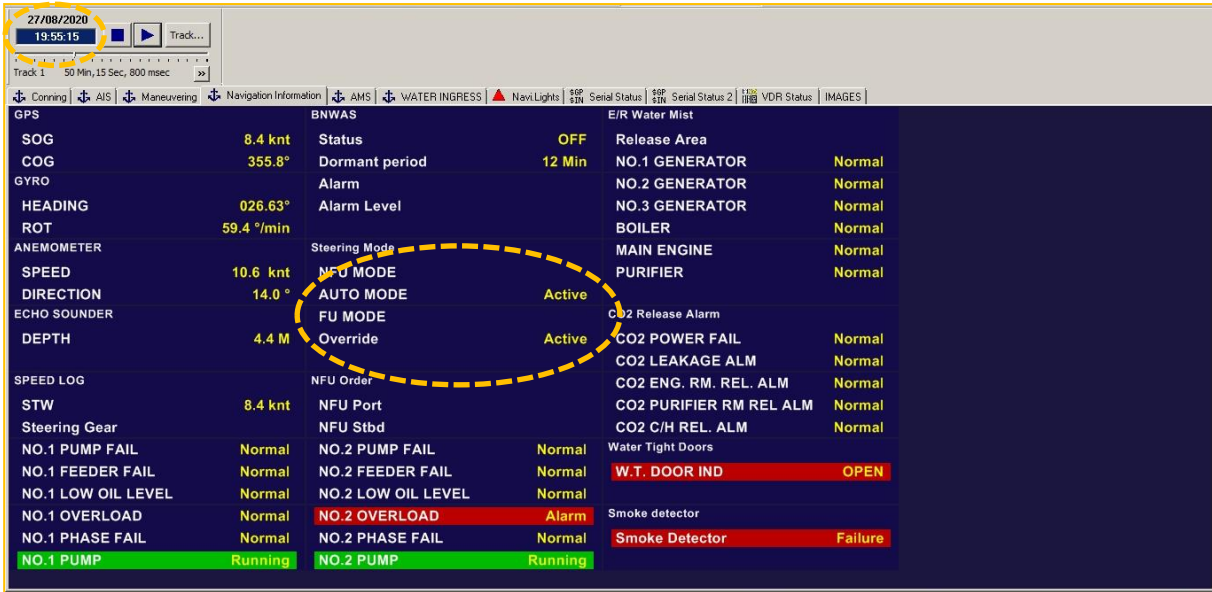 27/08/2020
19:55:15
Track...
Track 1 50 Min,15 Sec, 800 msec »
Conning AIS Maneuvering Navigation Information AMS WATER INGRESS Navi.Lights SGP SIN Serial Status SGP SIN Serial Status 2 VDR Status IMAGES
GPS
SOG 8.4 knt
COG 355.8°
GYRO
HEADING 026.63°
ROT 59.4 °/min
ANEMOMETER
SPEED 10.6 knt
DIRECTION 14.0 °
ECHO SOUNDER
DEPTH 4.4 M
SPEED LOG
STW 8.4 knt
Steering Gear
NO.1 PUMP FAIL Normal
NO.1 FEEDER FAIL Normal
NO.1 LOW OIL LEVEL Normal
NO.1 OVERLOAD Normal
NO.1 PHASE FAIL Normal
NO.1 PUMP Running
BNWAS
Status OFF
Dormant period 12 Min
Alarm
Alarm Level
Steering Mode
NFU MODE
AUTO MODE Active
FU MODE
Override Active
NFU Order
NFU Port
NFU Stbd
NO.2 PUMP FAIL Normal
NO.2 FEEDER FAIL Normal
NO.2 LOW OIL LEVEL Normal
NO.2 OVERLOAD Alarm
NO.2 PHASE FAIL Normal
NO.2 PUMP Running
E/R Water Mist
Release Area
NO.1 GENERATOR Normal
NO.2 GENERATOR Normal
NO.3 GENERATOR Normal
BOILER Normal
MAIN ENGINE Normal
PURIFIER Normal
CO2 Release Alarm
CO2 POWER FAIL Normal
CO2 LEAKAGE ALM Normal
CO2 ENG. RM. REL. ALM Normal
CO2 PURIFIER RM REL ALM Normal
CO2 C/H REL. ALM Normal
Water Tight Doors
W.T. DOOR IND OPEN
Smoke detector
Smoke Detector Failure